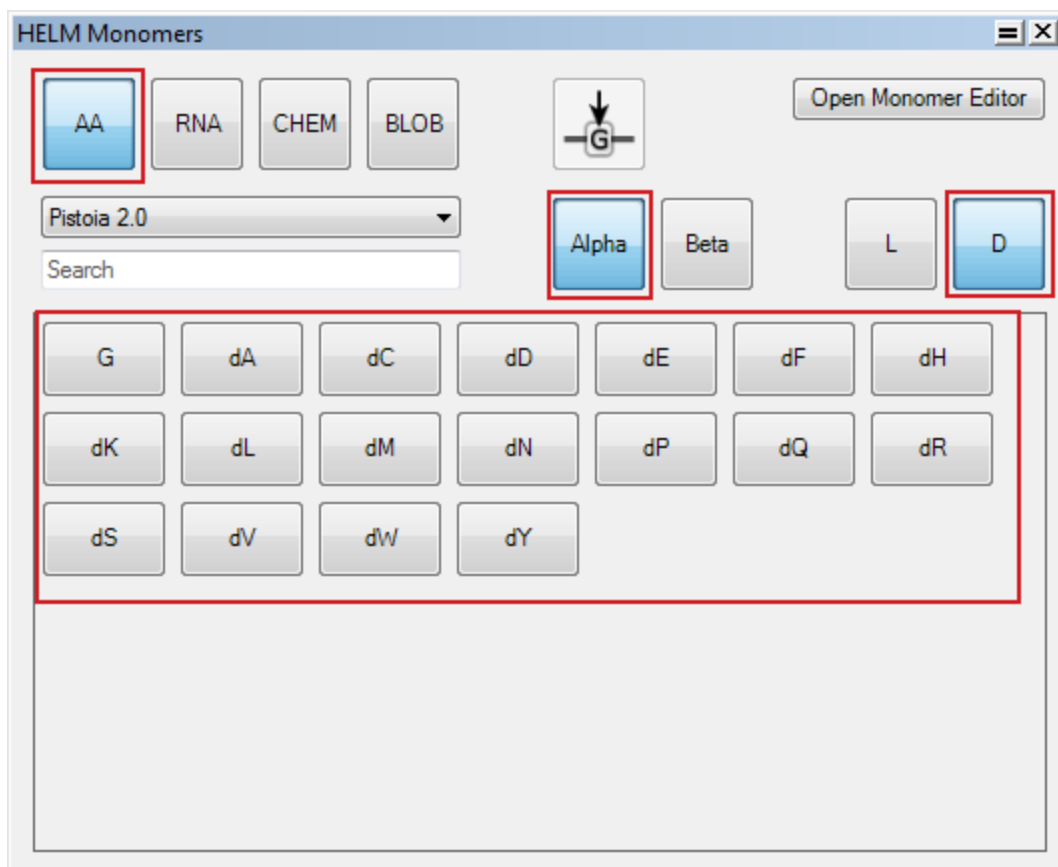 HELM Monomers
AA RNA CHEM BLOB G Open Monomer Editor
Pistoia 2.0
Alpha Beta L D
Search
G dA dC dD dE dF dH
dK dL dM dN dP dQ dR
dS dV dW dY